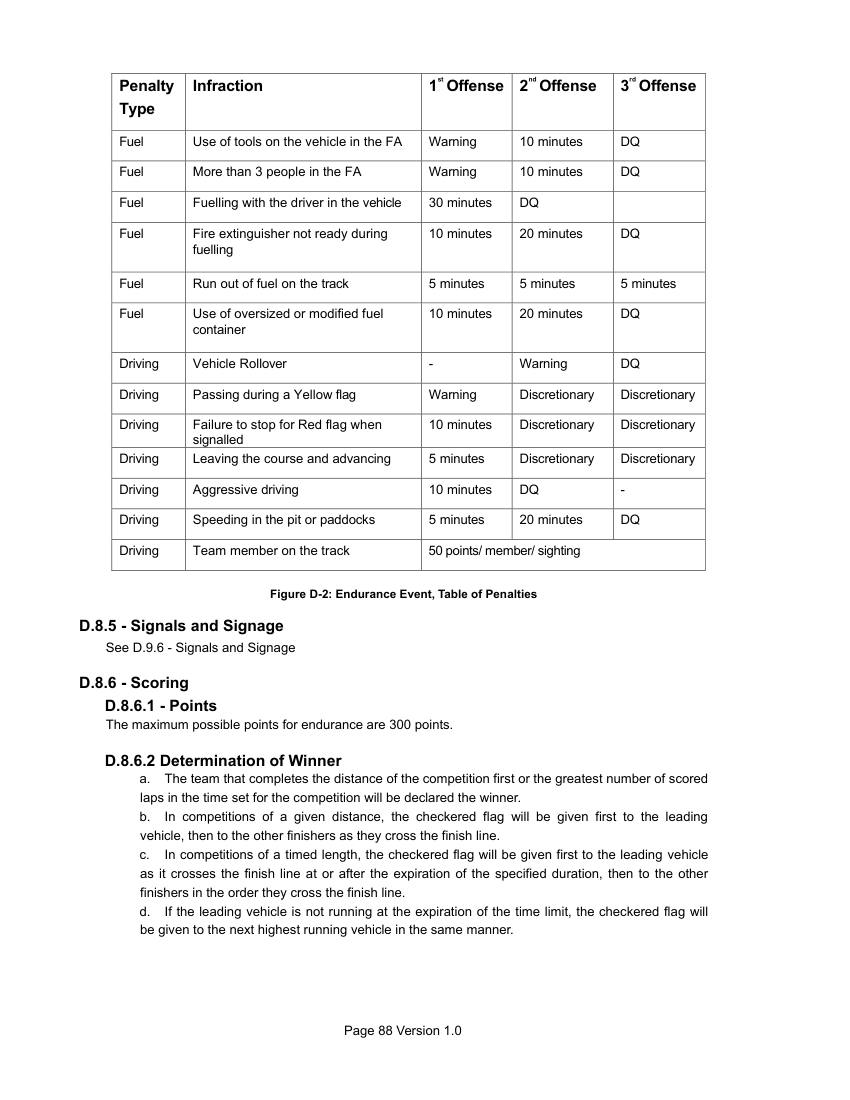 Penalty Type Infraction 1st Offense 2nd Offense 3rd Offense
Fuel Use of tools on the vehicle in the FA Warning 10 minutes DQ
Fuel More than 3 people in the FA Warning 10 minutes DQ
Fuel Fuelling with the driver in the vehicle 30 minutes DQ
Fuel Fire extinguisher not ready during fuelling 10 minutes 20 minutes DQ
Fuel Run out of fuel on the track 5 minutes 5 minutes 5 minutes
Fuel Use of oversized or modified fuel container 10 minutes 20 minutes DQ
Driving Vehicle Rollover - Warning DQ
Driving Passing during a Yellow flag Warning Discretionary Discretionary
Driving Failure to stop for Red flag when signalled 10 minutes Discretionary Discretionary
Driving Leaving the course and advancing 5 minutes Discretionary Discretionary
Driving Aggressive driving 10 minutes DQ -
Driving Speeding in the pit or paddocks 5 minutes 20 minutes DQ
Driving Team member on the track 50 points/ member/ sighting
Figure D-2: Endurance Event, Table of Penalties
D.8.5 - Signals and Signage
See D.9.6 - Signals and Signage
D.8.6 - Scoring
D.8.6.1 - Points
The maximum possible points for endurance are 300 points.
D.8.6.2 Determination of Winner
a. The team that completes the distance of the competition first or the greatest number of scored
laps in the time set for the competition will be declared the winner.
b. In competitions of a given distance, the checkered flag will be given first to the leading
vehicle, then to the other finishers as they cross the finish line.
c. In competitions of a timed length, the checkered flag will be given first to the leading vehicle
as it crosses the finish line at or after the expiration of the specified duration, then to the other
finishers in the order they cross the finish line.
d. If the leading vehicle is not running at the expiration of the time limit, the checkered flag will
be given to the next highest running vehicle in the same manner.
Page 88 Version 1.0